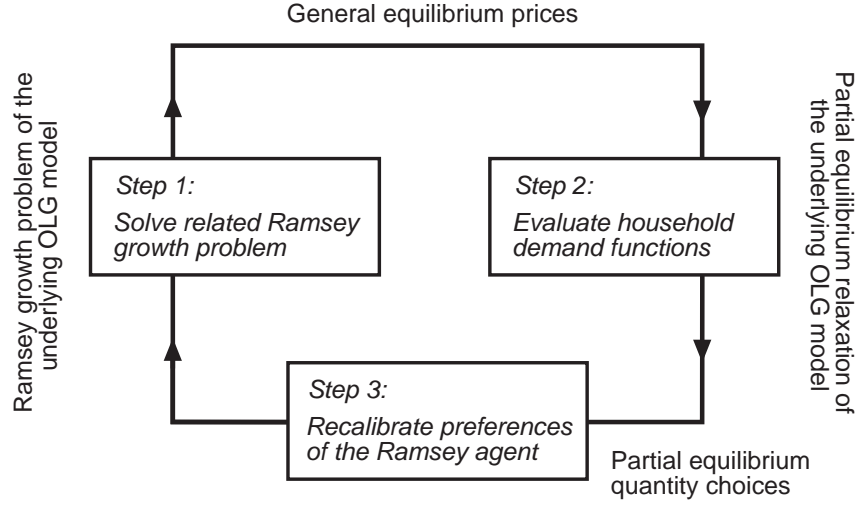 General equilibrium prices
Ramsey growth problem of the
underlying OLG model
Step 1:
Solve related Ramsey
growth problem
Step 2:
Evaluate household
demand functions
Partial equilibrium relaxation of
the underlying OLG model
Step 3:
Recalibrate preferences
of the Ramsey agent
Partial equilibrium
quantity choices